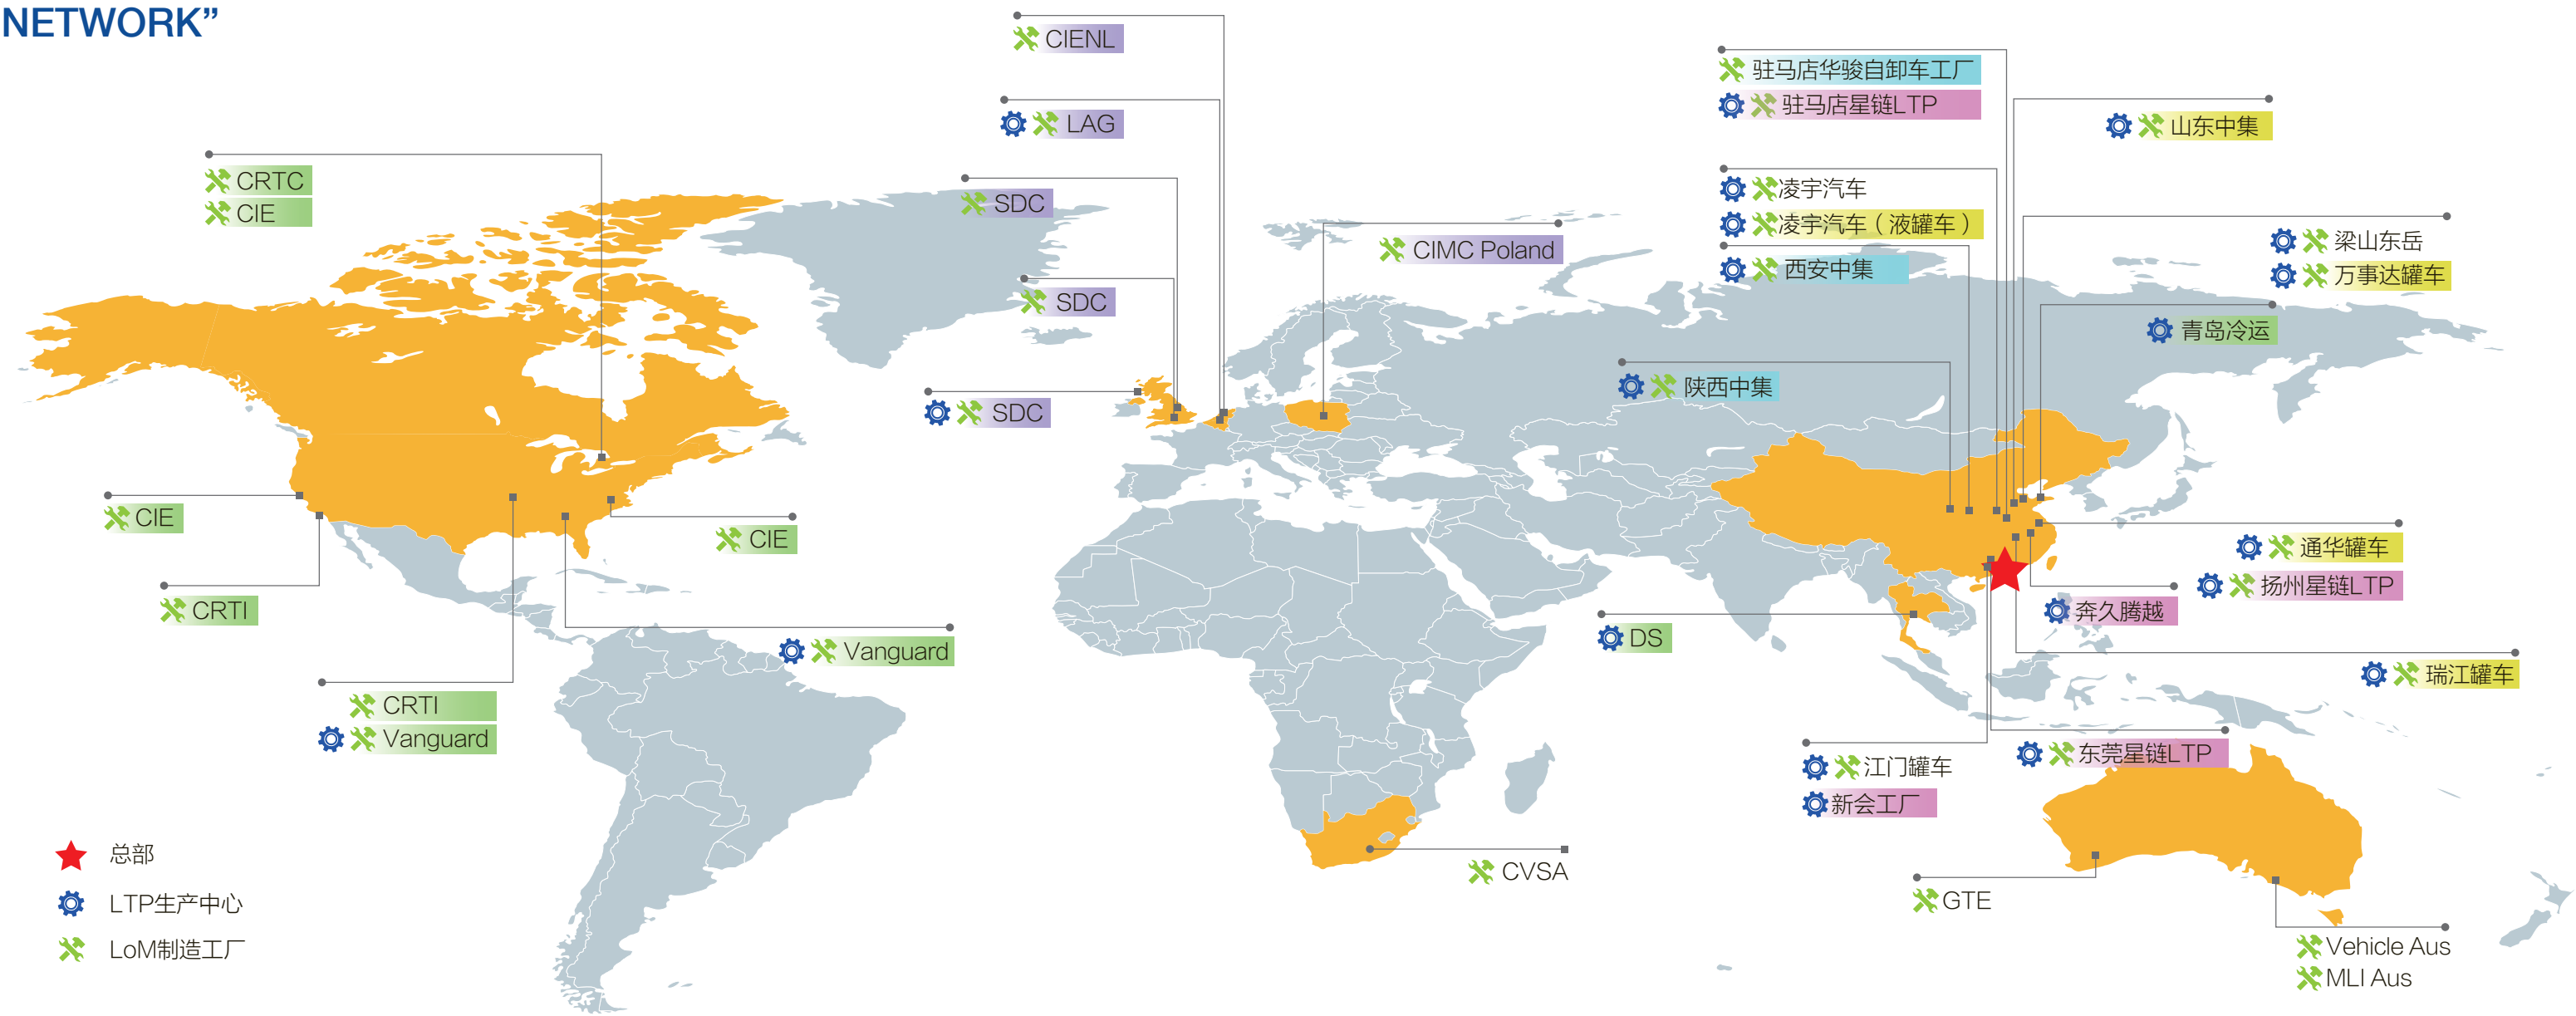 NETWORK”
CIENL
LAG
SDC
SDC
SDC
CIMC Poland
CRTC
CIE
CIE
CRTI
CIE
Vanguard
CRTI
Vanguard
驻马店华骏自卸车工厂
驻马店星链LTP
山东中集
凌宇汽车
凌宇汽车（液罐车）
西安中集
梁山东岳
万事达罐车
青岛冷运
陕西中集
通华罐车
扬州星链LTP
奔久腾越
DS
瑞江罐车
东莞星链LTP
江门罐车
新会工厂
CVSA
GTE
Vehicle Aus
MLI Aus
总部
LTP生产中心
LoM制造工厂